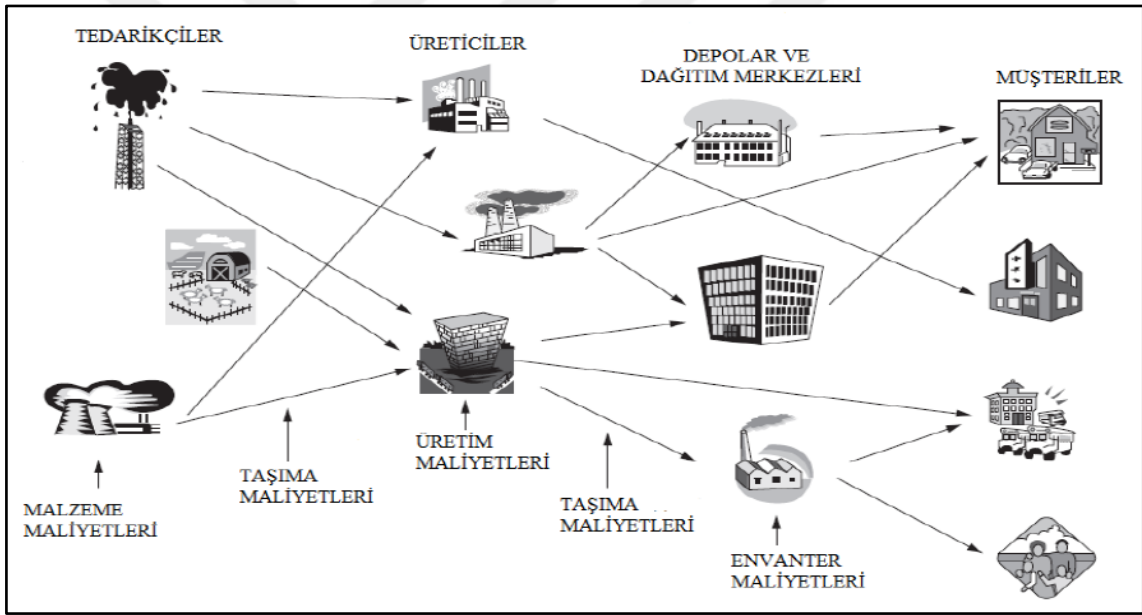 TEDARİKÇİLER
ÜRETİCİLER
DEPOLAR VE
DAĞITIM MERKEZLERİ
MÜŞTERİLER
MALZEME
MALİYETLERİ
TAŞIMA
MALİYETLERİ
ÜRETİM
MALİYETLERİ
TAŞIMA
MALİYETLERİ
ENVANTER
MALİYETLERİ